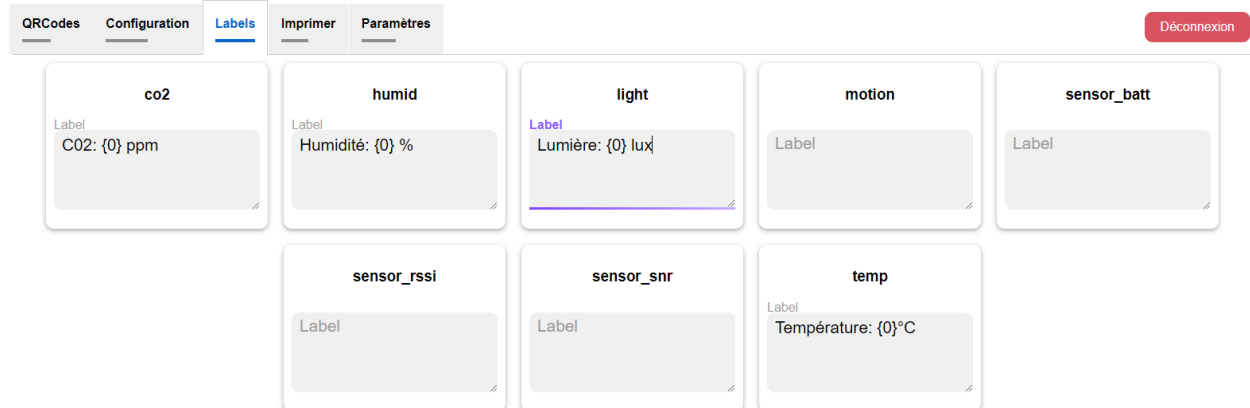 QRCodes Configuration Labels Imprimer Paramètres Déconnexion
co2 humid light motion sensor_batt
Label Label Label
C02: {0} ppm Humidité: {0} % Lumière: {0} lux Label Label
sensor_rssi sensor_snr temp
Label
Label Label Température: {0}°C